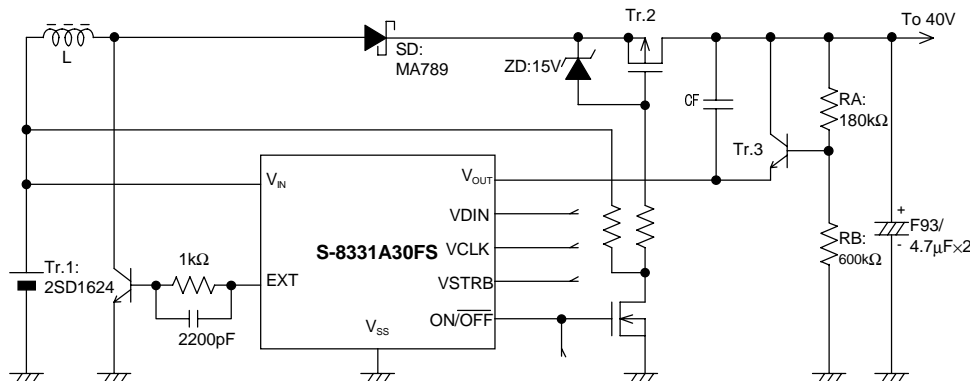 Tr.2
To 40V
L
SD:
MA789
ZD:15V
CF
RA:
180kΩ
Tr.3
VIN
VOUT
VDIN
S-8331A30FS
VCLK
VSTRB
EXT
ON/OFF
VSS
Tr.1:
2SD1624
1kΩ
2200pF
RB:
600kΩ
+
F93/
4.7μF×2
-